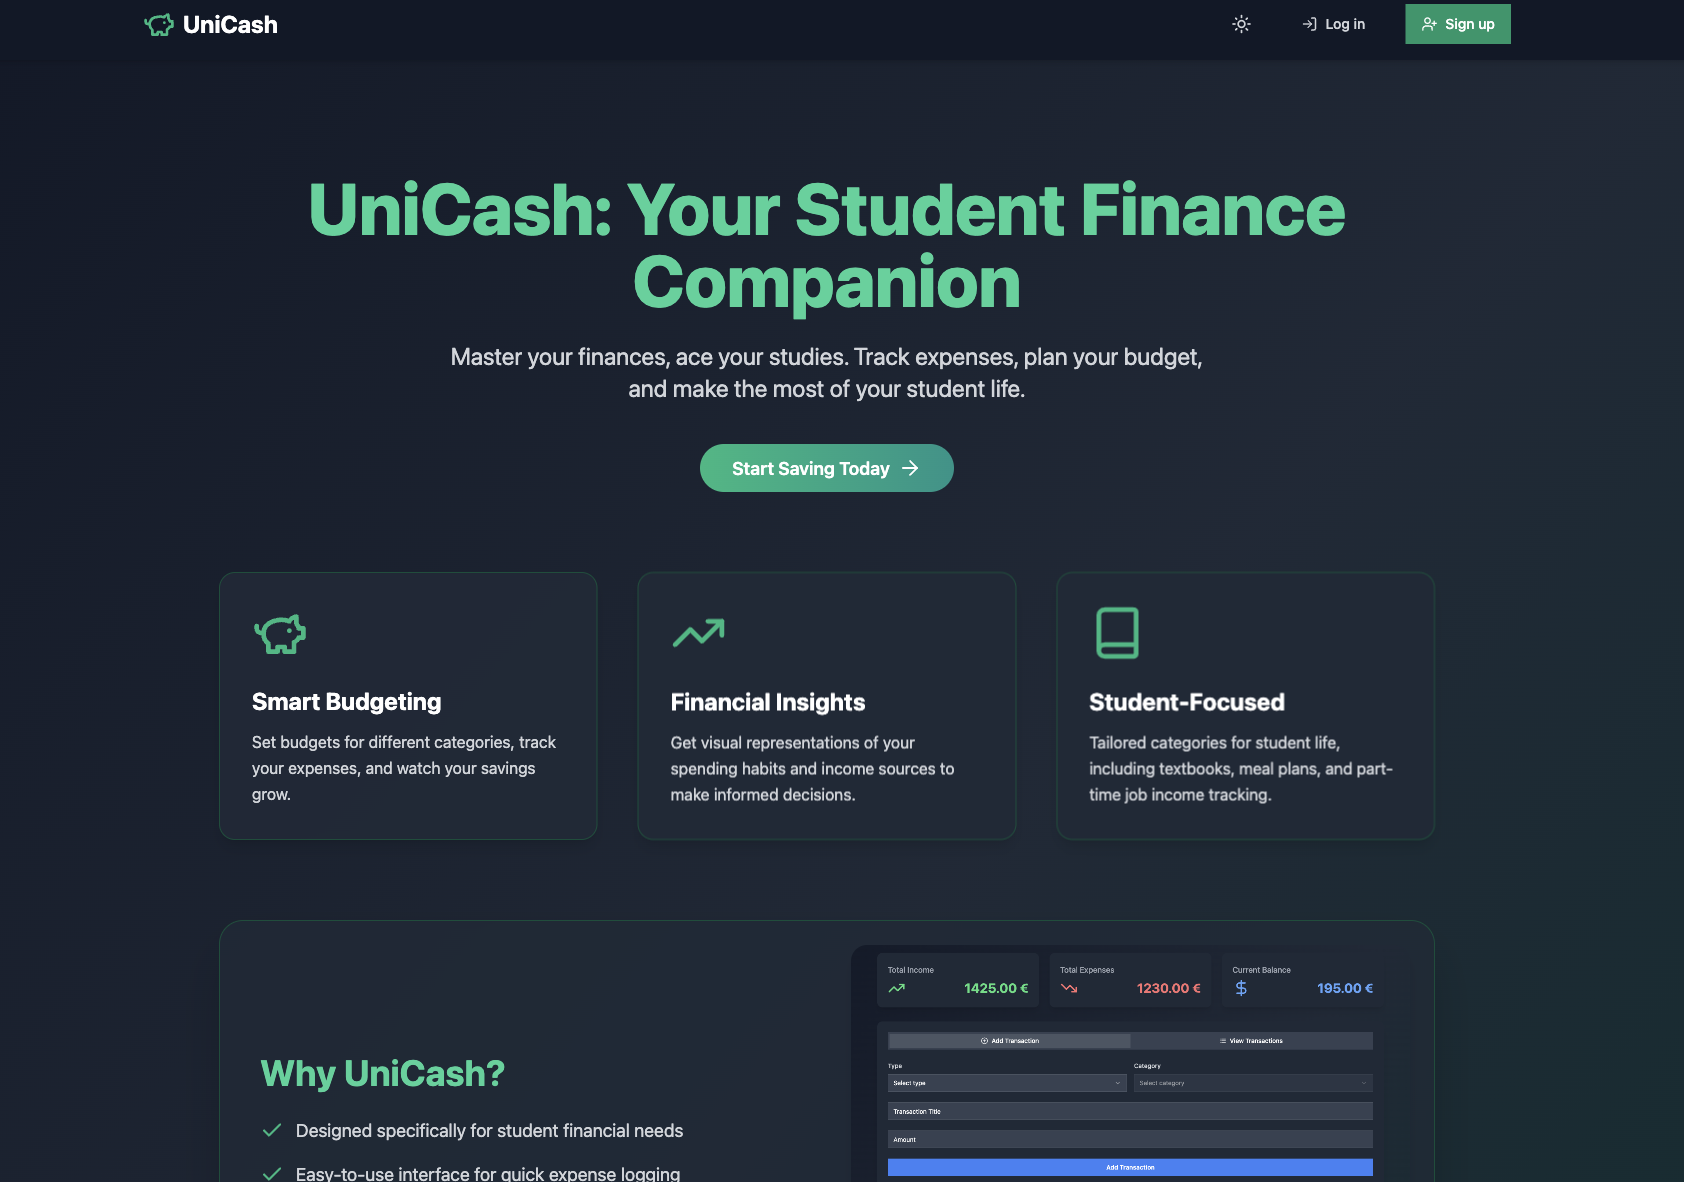 UniCash
Log in
Sign up
UniCash: Your Student Finance
Companion
Master your finances, ace your studies. Track expenses, plan your budget,
and make the most of your student life.
Start Saving Today
Smart Budgeting
Set budgets for different categories, track
your expenses, and watch your savings
grow.
Financial Insights
Get visual representations of your
spending habits and income sources to
make informed decisions.
Student-Focused
Tailored categories for student life,
including textbooks, meal plans, and part-
time job income tracking.
Why UniCash?
Designed specifically for student financial needs
Easy-to-use interface for quick expense logging
Total Income
1425.00 €
Total Expenses
1230.00 €
Current Balance
$
195.00 €
Add Transaction
View Transactions
Type
Category
Select type
Select category
Transaction Title
Amount
Add Transaction